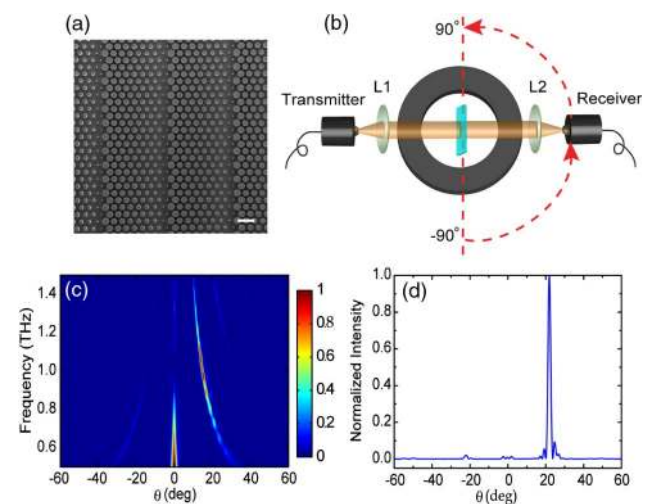 (a)
(b)
90°
L1
L2
Transmitter
Receiver
-90°
(c)
Frequency (THz)
1.4
1.2
1.0
0.8
0.6
-60 -40 -20 0 20 40 60
θ (deg)
1
0.8
0.6
0.4
0.2
0
(d)
Normalized Intensity
1.0
0.8
0.6
0.4
0.2
0.0
-60 -40 -20 0 20 40 60
θ (deg)